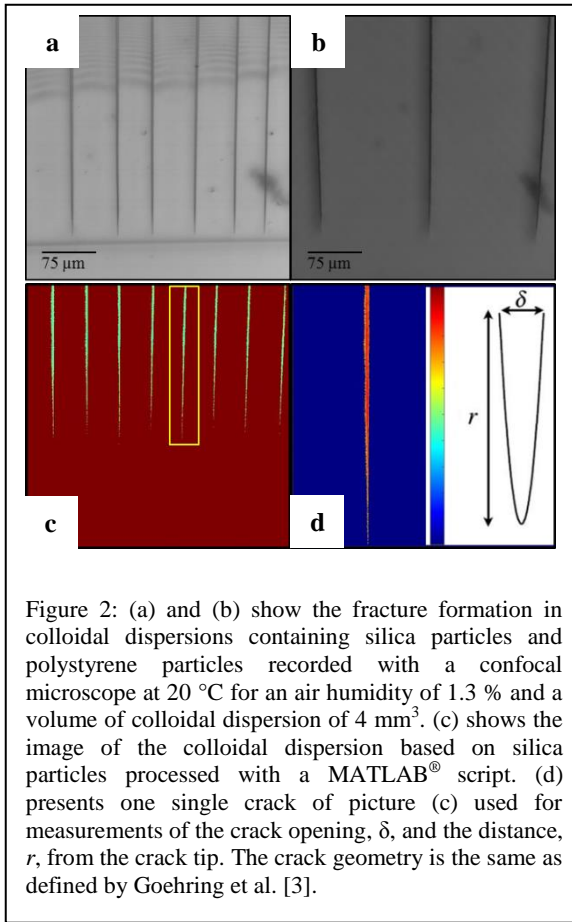 a
b
75 µm
75 µm
δ
r
c
d
Figure 2: (a) and (b) show the fracture formation in
colloidal dispersions containing silica particles and
polystyrene particles recorded with a confocal
microscope at 20 °C for an air humidity of 1.3 % and a
volume of colloidal dispersion of 4 mm³. (c) shows the
image of the colloidal dispersion based on silica
particles processed with a MATLAB® script. (d)
presents one single crack of picture (c) used for
measurements of the crack opening, δ, and the distance,
r, from the crack tip. The crack geometry is the same as
defined by Goehring et al. [3].